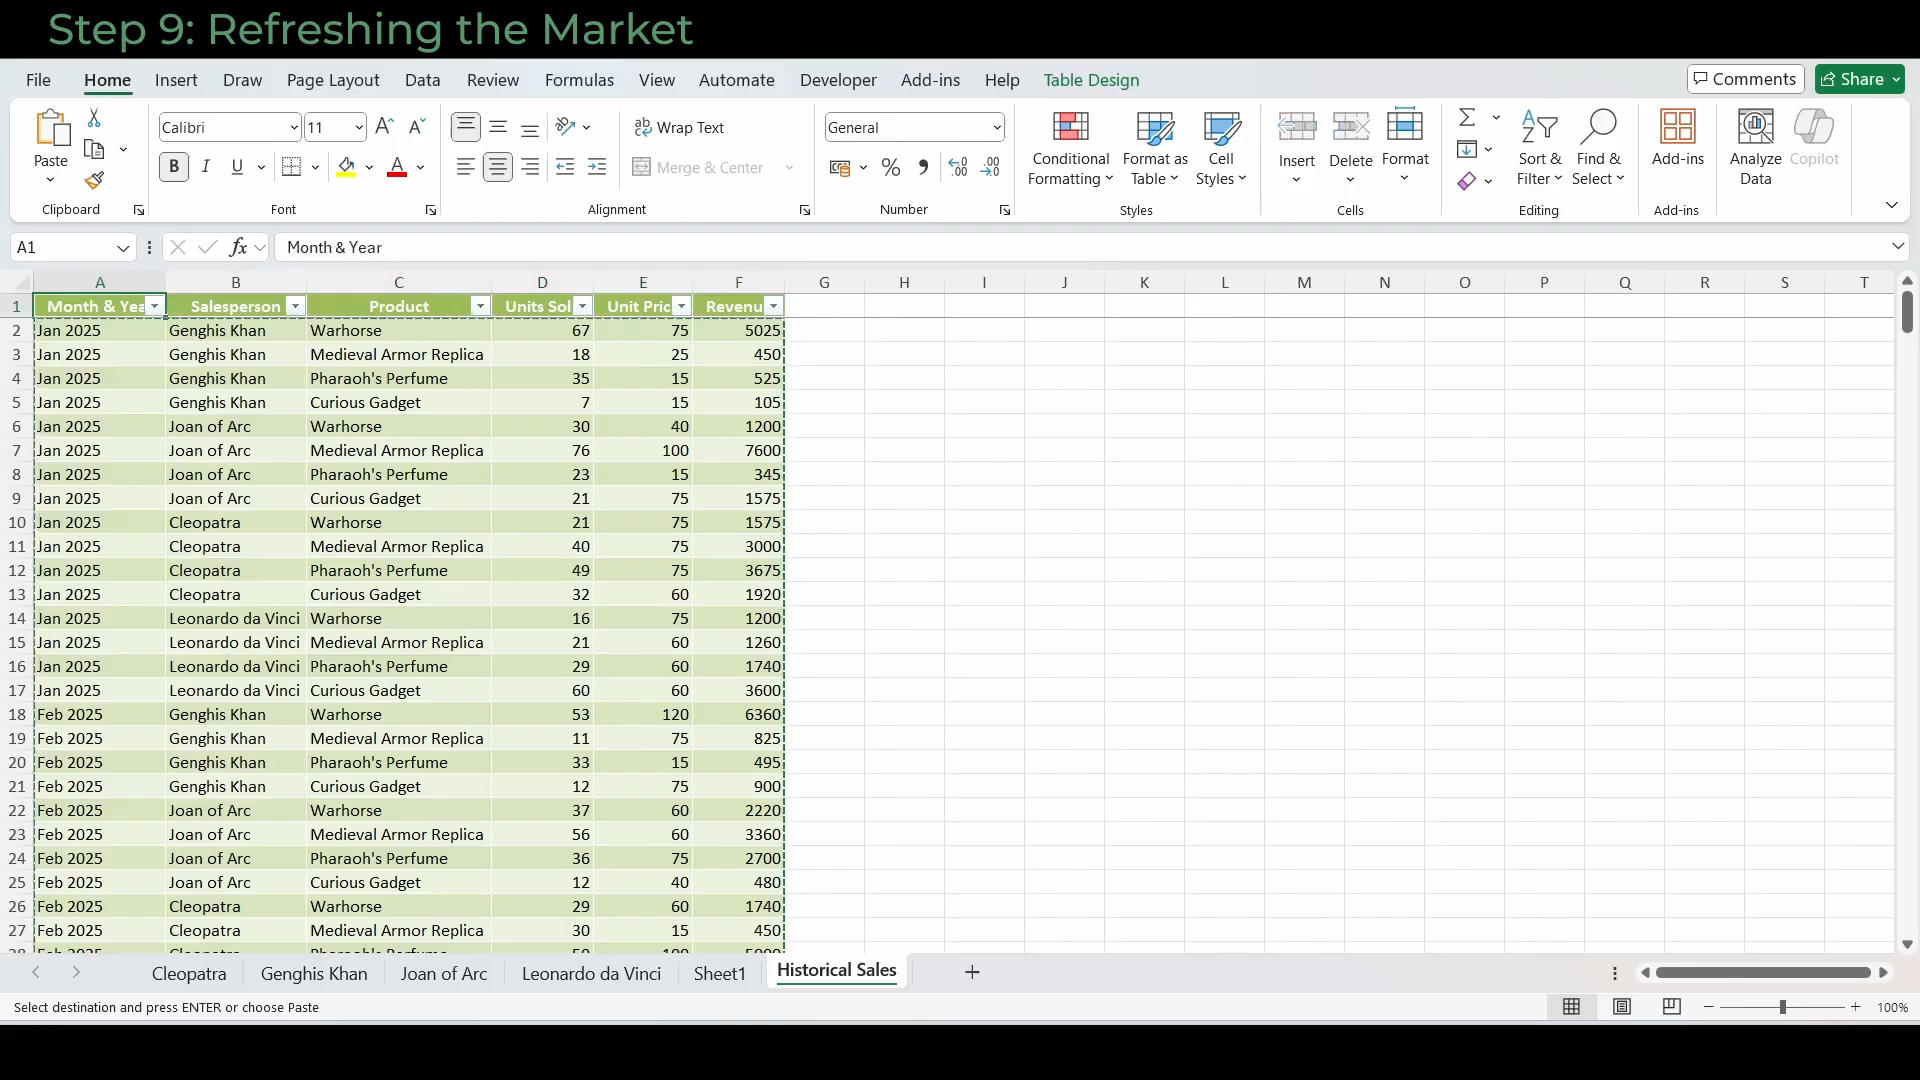 Step 9: Refreshing the Market
File Home Insert Draw Page Layout Data Review Formulas View Automate Developer Add-ins Help Table Design Comments Share
Calibri 11 Wrap Text General
Paste Conditional Formatting Format as Table Cell Styles Insert Delete Format Sort & Filter Find & Select Add-ins Analyze Data Copilot
B I U A Merge & Center %
Clipboard Font Alignment Number Styles Cells Editing Add-ins
A1 fx Month & Year
A B C D E F G H I J K L M N O P Q R S T
1 Month & Yea Salesperson Product Units Sol Unit Pric Revenu
2 Jan 2025 Genghis Khan Warhorse 67 75 5025
3 Jan 2025 Genghis Khan Medieval Armor Replica 18 25 450
4 Jan 2025 Genghis Khan Pharaoh's Perfume 35 15 525
5 Jan 2025 Genghis Khan Curious Gadget 7 15 105
6 Jan 2025 Joan of Arc Warhorse 30 40 1200
7 Jan 2025 Joan of Arc Medieval Armor Replica 76 100 7600
8 Jan 2025 Joan of Arc Pharaoh's Perfume 23 15 345
9 Jan 2025 Joan of Arc Curious Gadget 21 75 1575
10 Jan 2025 Cleopatra Warhorse 21 75 1575
11 Jan 2025 Cleopatra Medieval Armor Replica 40 75 3000
12 Jan 2025 Cleopatra Pharaoh's Perfume 49 75 3675
13 Jan 2025 Cleopatra Curious Gadget 32 60 1920
14 Jan 2025 Leonardo da Vinci Warhorse 16 75 1200
15 Jan 2025 Leonardo da Vinci Medieval Armor Replica 21 60 1260
16 Jan 2025 Leonardo da Vinci Pharaoh's Perfume 29 60 1740
17 Jan 2025 Leonardo da Vinci Curious Gadget 60 60 3600
18 Feb 2025 Genghis Khan Warhorse 53 120 6360
19 Feb 2025 Genghis Khan Medieval Armor Replica 11 75 825
20 Feb 2025 Genghis Khan Pharaoh's Perfume 33 15 495
21 Feb 2025 Genghis Khan Curious Gadget 12 75 900
22 Feb 2025 Joan of Arc Warhorse 37 60 2220
23 Feb 2025 Joan of Arc Medieval Armor Replica 56 60 3360
24 Feb 2025 Joan of Arc Pharaoh's Perfume 36 75 2700
25 Feb 2025 Joan of Arc Curious Gadget 12 40 480
26 Feb 2025 Cleopatra Warhorse 29 60 1740
27 Feb 2025 Cleopatra Medieval Armor Replica 30 15 450
Cleopatra Genghis Khan Joan of Arc Leonardo da Vinci Sheet1 Historical Sales
Select destination and press ENTER or choose Paste 100%